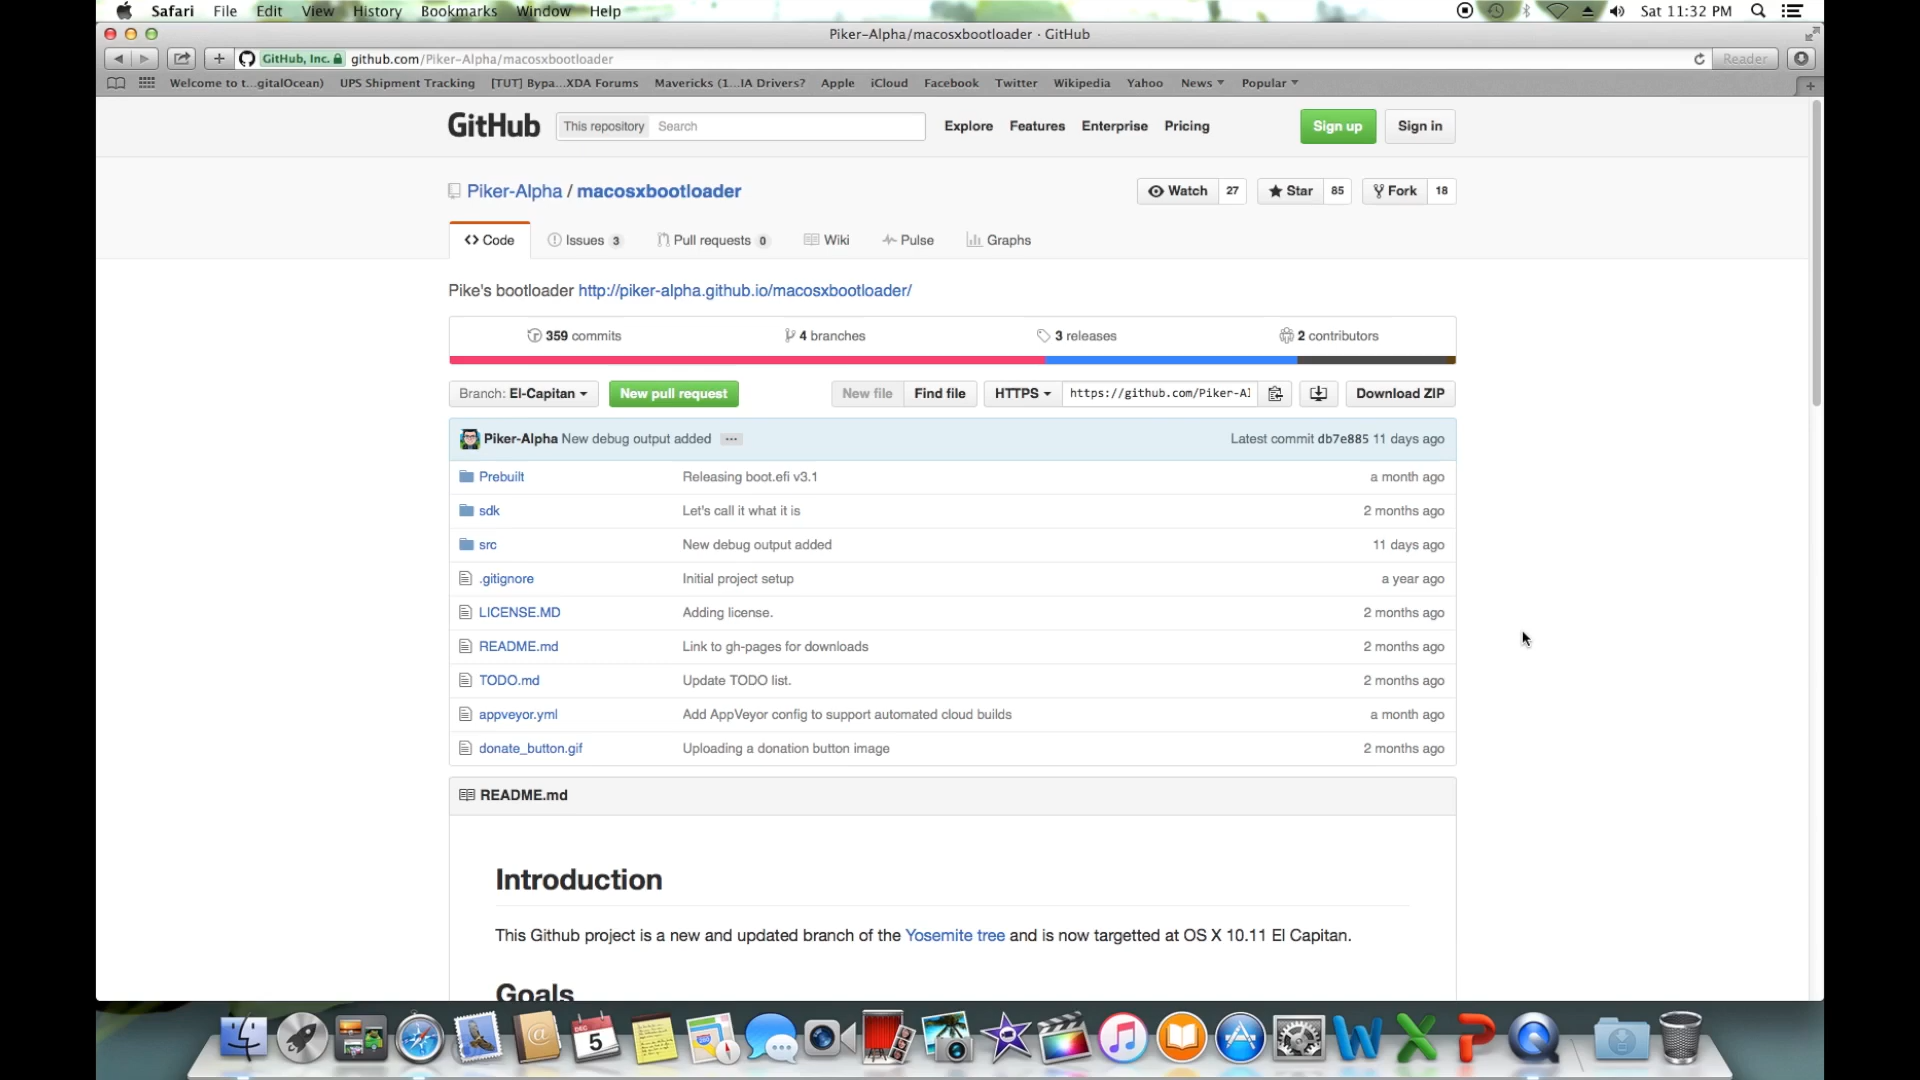 Safari File Edit View History Bookmarks Window Help Sat 11:32 PM
Piker-Alpha/macosxbootloader · GitHub
GitHub, Inc. github.com/Piker-Alpha/macosxbootloader Reader
Welcome to t...gitalOcean) UPS Shipment Tracking [TUT] Bypa...XDA Forums Mavericks (1...IA Drivers? Apple iCloud Facebook Twitter Wikipedia Yahoo News Popular
GitHub This repository Search Explore Features Enterprise Pricing Sign up Sign in
Piker-Alpha / macosxbootloader Watch 27 Star 85 Fork 18
Code Issues 3 Pull requests 0 Wiki Pulse Graphs
Pike's bootloader http://piker-alpha.github.io/macosxbootloader/
359 commits 4 branches 3 releases 2 contributors
Branch: El-Capitan New pull request New file Find file HTTPS https://github.com/Piker-Al Download ZIP
Piker-Alpha New debug output added ... Latest commit db7e885 11 days ago
Prebuilt Releasing boot.efi v3.1 a month ago
sdk Let's call it what it is 2 months ago
src New debug output added 11 days ago
.gitignore Initial project setup a year ago
LICENSE.MD Adding license. 2 months ago
README.md Link to gh-pages for downloads 2 months ago
TODO.md Update TODO list. 2 months ago
appveyor.yml Add AppVeyor config to support automated cloud builds a month ago
donate_button.gif Uploading a donation button image 2 months ago
README.md
Introduction
This Github project is a new and updated branch of the Yosemite tree and is now targetted at OS X 10.11 El Capitan.
Goals
DEC
5